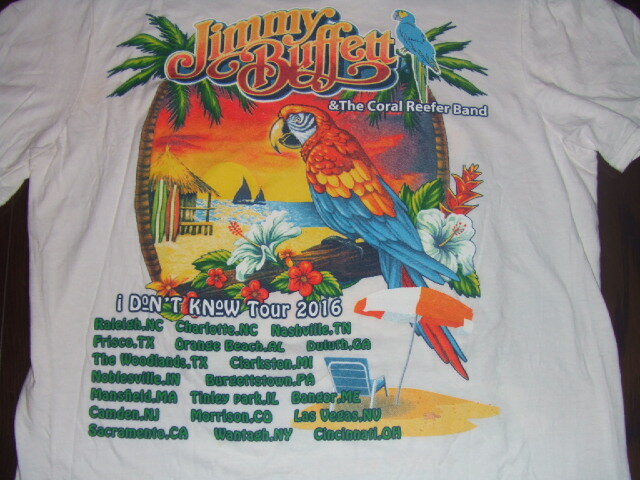 Jimmy
Buffett
& The Coral Reefer Band
i DON'T KNOW Tour 2016
Raleigh,NC Charlotte,NC Nashville,TN
Frisco,TX Orange Beach,AL Duluth,GA
The Woodlands,TX Clarkston,MI
Noblesville,IN Burgettstown,PA
Mansfield,MA Tinley park,IL Bangor,ME
Camden,NJ Morrison,CO Las Vegas,NV
Sacramento,CA Wantagh,NY Cincinnati,OH